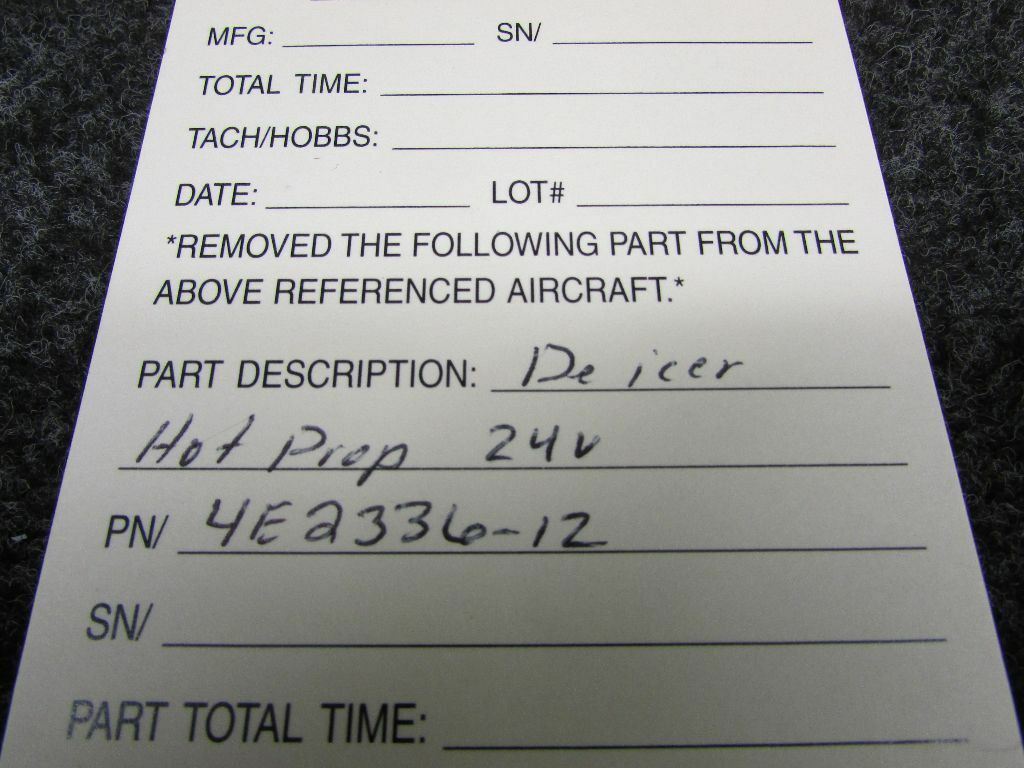 MFG: SN/
TOTAL TIME:
TACH/HOBBS:
DATE: LOT#
*REMOVED THE FOLLOWING PART FROM THE
ABOVE REFERENCED AIRCRAFT.*
PART DESCRIPTION: De icer
Hot Prop 24v
PN/ 4E2336-12
SN/
PART TOTAL TIME: